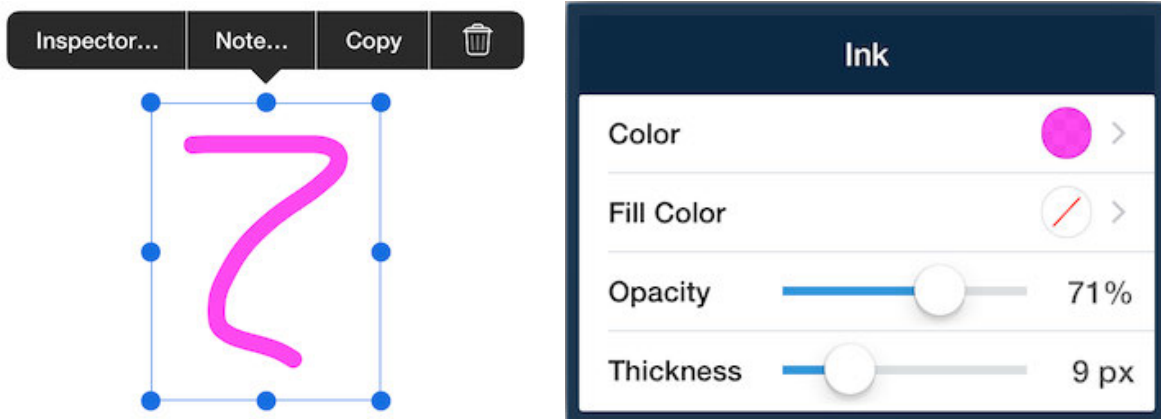 Inspector... Note... Copy
Ink
Color
Fill Color
Opacity 71%
Thickness 9 px